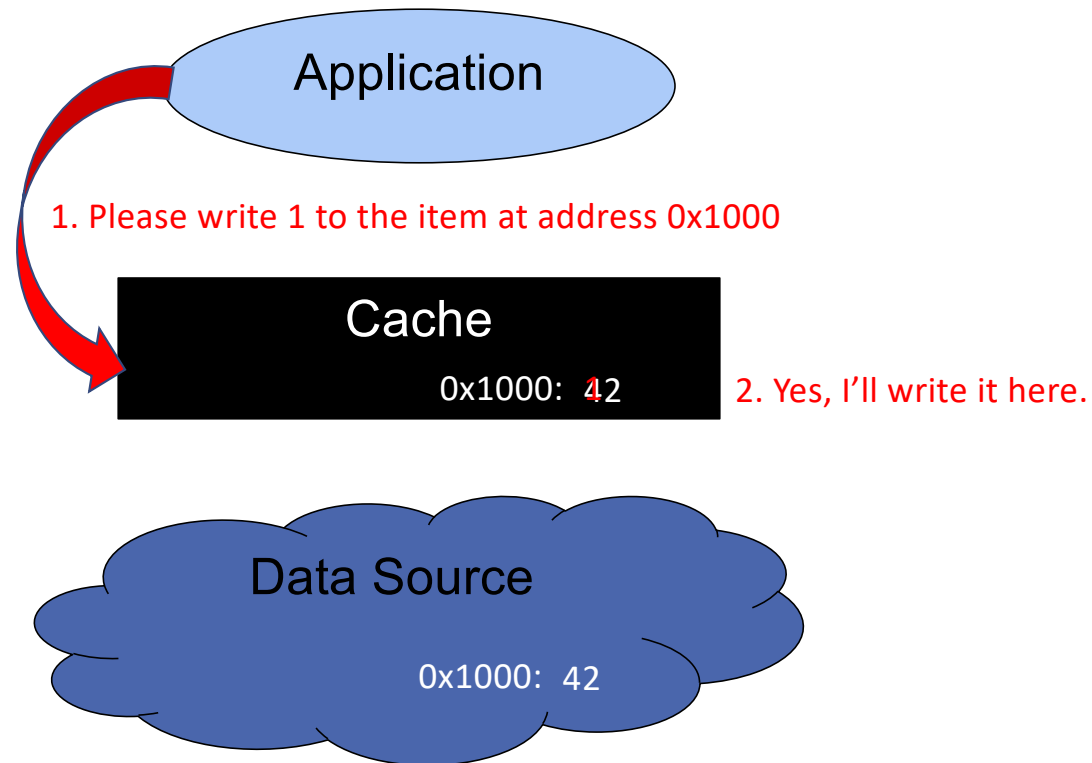 Application
1. Please write 1 to the item at address 0x1000
Cache
0x1000: 42 1
2. Yes, I’ll write it here.
Data Source
0x1000: 42